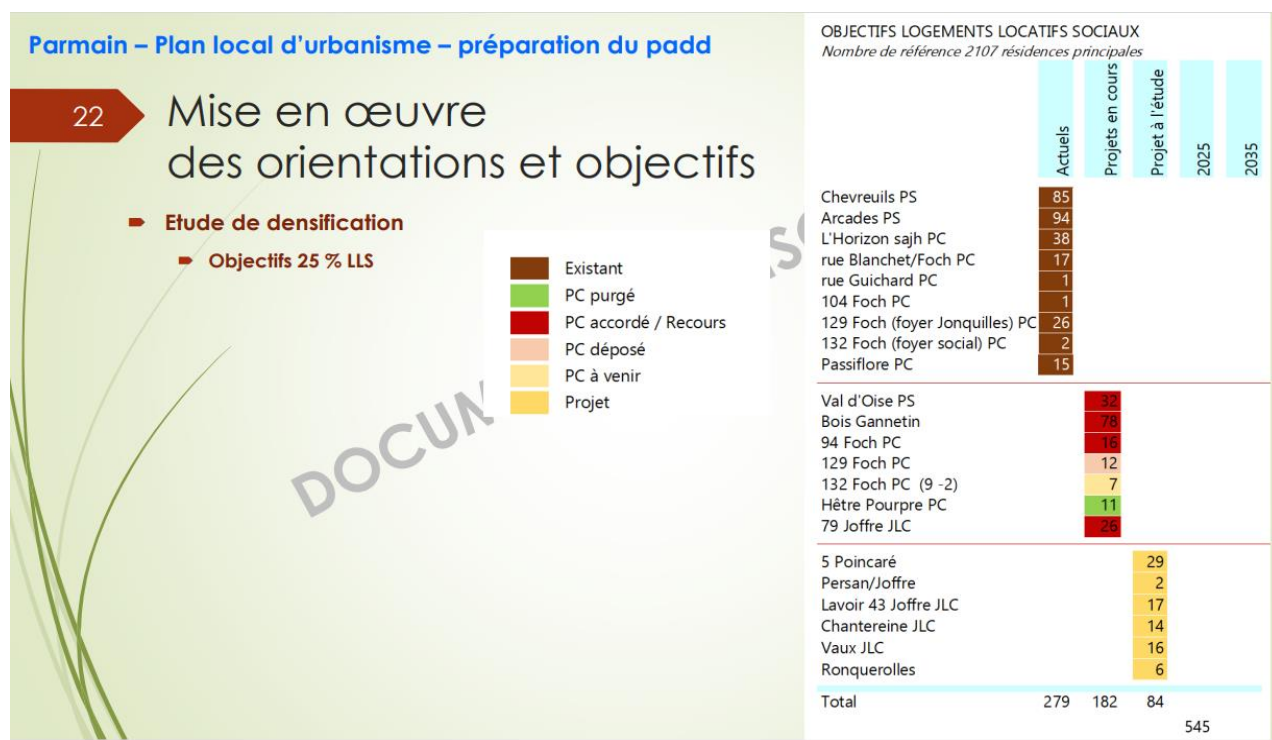 Parmain – Plan local d'urbanisme – préparation du padd
22
Mise en œuvre
des orientations et objectifs
Etude de densification
Objectifs 25 % LLS
Existant
PC purgé
PC accordé / Recours
PC déposé
PC à venir
Projet
OBJECTIFS LOGEMENTS LOCATIFS SOCIAUX
Nombre de référence 2107 résidences principales
Actuels
Projets en cours
Projet à l'étude
2025
2035
Chevreuils PS 85
Arcades PS 94
L'Horizon sajh PC 38
rue Blanchet/Foch PC 17
rue Guichard PC 1
104 Foch PC 1
129 Foch (foyer Jonquilles) PC 26
132 Foch (foyer social) PC 2
Passiflore PC 15
Val d'Oise PS 32
Bois Gannetin 78
94 Foch PC 16
129 Foch PC 12
132 Foch PC (9 -2) 7
Hêtre Pourpre PC 11
79 Joffre JLC 26
5 Poincaré 29
Persan/Joffre 2
Lavoir 43 Joffre JLC 17
Chantereine JLC 14
Vaux JLC 16
Ronquerolles 6
Total 279 182 84
545